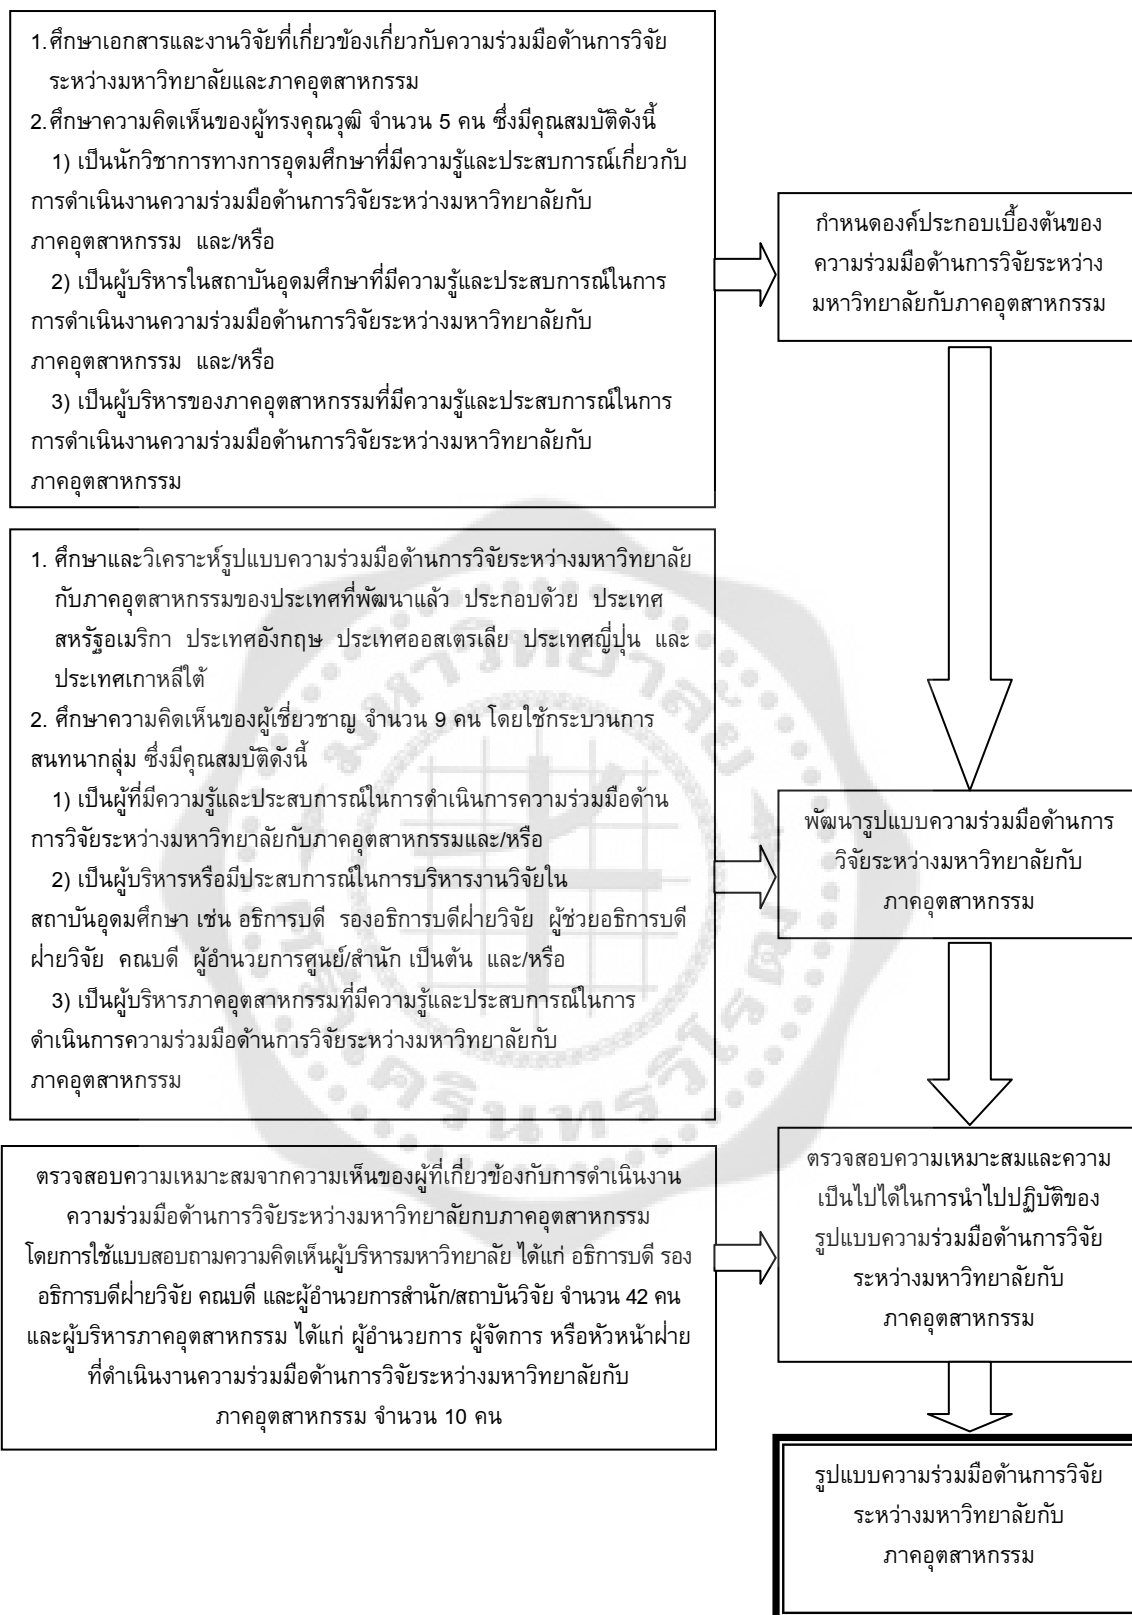 1.ศึกษาเอกสารและงานวิจัยที่เกี่ยวข้องเกี่ยวกับความร่วมมือด้านการวิจัย
ระหว่างมหาวิทยาลัยและภาคอุตสาหกรรม
2.ศึกษาความคิดเห็นของผู้ทรงคุณวุฒิ จำนวน 5 คน ซึ่งมีคุณสมบัติดังนี้
1) เป็นนักวิชาการทางการอุดมศึกษาที่มีความรู้และประสบการณ์เกี่ยวกับ
การดำเนินงานความร่วมมือด้านการวิจัยระหว่างมหาวิทยาลัยกับ
ภาคอุตสาหกรรม และ/หรือ
2) เป็นผู้บริหารในสถาบันอุดมศึกษาที่มีความรู้และประสบการณ์ในการ
การดำเนินงานความร่วมมือด้านการวิจัยระหว่างมหาวิทยาลัยกับ
ภาคอุตสาหกรรม และ/หรือ
3) เป็นผู้บริหารของภาคอุตสาหกรรมที่มีความรู้และประสบการณ์ในการ
การดำเนินงานความร่วมมือด้านการวิจัยระหว่างมหาวิทยาลัยกับ
ภาคอุตสาหกรรม
กำหนดองค์ประกอบเบื้องต้นของ
ความร่วมมือด้านการวิจัยระหว่าง
มหาวิทยาลัยกับภาคอุตสาหกรรม
1. ศึกษาและวิเคราะห์รูปแบบความร่วมมือด้านการวิจัยระหว่างมหาวิทยาลัย
กับภาคอุตสาหกรรมของประเทศที่พัฒนาแล้ว ประกอบด้วย ประเทศ
สหรัฐอเมริกา ประเทศอังกฤษ ประเทศออสเตรเลีย ประเทศญี่ปุ่น และ
ประเทศเกาหลีใต้
2. ศึกษาความคิดเห็นของผู้เชี่ยวชาญ จำนวน 9 คน โดยใช้กระบวนการ
สนทนากลุ่ม ซึ่งมีคุณสมบัติดังนี้
1) เป็นผู้ที่มีความรู้และประสบการณ์ในการดำเนินการความร่วมมือด้าน
การวิจัยระหว่างมหาวิทยาลัยกับภาคอุตสาหกรรมและ/หรือ
2) เป็นผู้บริหารหรือมีประสบการณ์ในการบริหารงานวิจัยใน
สถาบันอุดมศึกษา เช่น อธิการบดี รองอธิการบดีฝ่ายวิจัย ผู้ช่วยอธิการบดี
ฝ่ายวิจัย คณบดี ผู้อำนวยการศูนย์/สำนัก เป็นต้น และ/หรือ
3) เป็นผู้บริหารภาคอุตสาหกรรมที่มีความรู้และประสบการณ์ในการ
ดำเนินการความร่วมมือด้านการวิจัยระหว่างมหาวิทยาลัยกับ
ภาคอุตสาหกรรม
พัฒนารูปแบบความร่วมมือด้านการ
วิจัยระหว่างมหาวิทยาลัยกับ
ภาคอุตสาหกรรม
ตรวจสอบความเหมาะสมจากความเห็นของผู้ที่เกี่ยวข้องกับการดำเนินงาน
ความร่วมมือด้านการวิจัยระหว่างมหาวิทยาลัยกบภาคอุตสาหกรรม
โดยการใช้แบบสอบถามความคิดเห็นผู้บริหารมหาวิทยาลัย ได้แก่ อธิการบดี รอง
อธิการบดีฝ่ายวิจัย คณบดี และผู้อำนวยการสำนัก/สถาบันวิจัย จำนวน 42 คน
และผู้บริหารภาคอุตสาหกรรม ได้แก่ ผู้อำนวยการ ผู้จัดการ หรือหัวหน้าฝ่าย
ที่ดำเนินงานความร่วมมือด้านการวิจัยระหว่างมหาวิทยาลัยกับ
ภาคอุตสาหกรรม จำนวน 10 คน
ตรวจสอบความเหมาะสมและความ
เป็นไปได้ในการนำไปปฏิบัติของ
รูปแบบความร่วมมือด้านการวิจัย
ระหว่างมหาวิทยาลัยกับ
ภาคอุตสาหกรรม
รูปแบบความร่วมมือด้านการวิจัย
ระหว่างมหาวิทยาลัยกับ
ภาคอุตสาหกรรม
มหาวิทยาลัย
ศรีนครินทรวิโรฒ